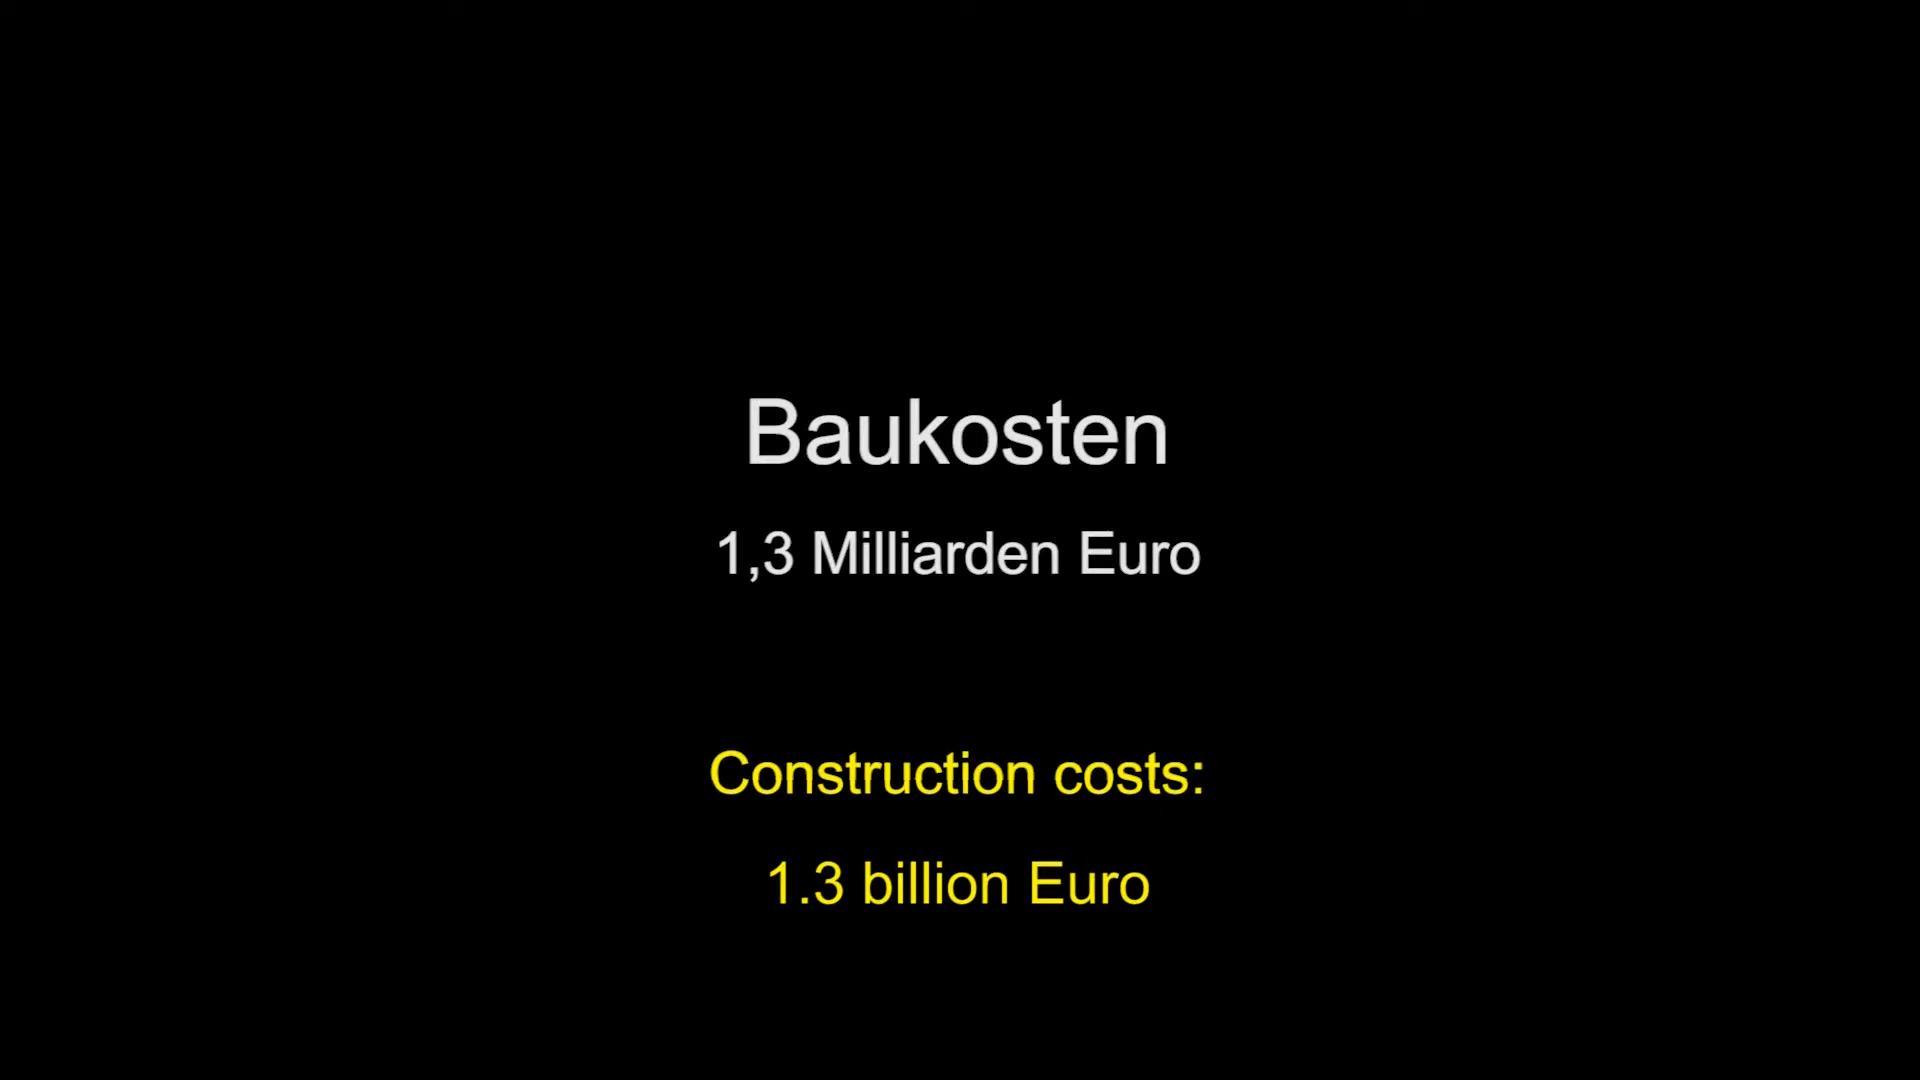 Baukosten
1,3 Milliarden Euro
Construction costs:
1.3 billion Euro